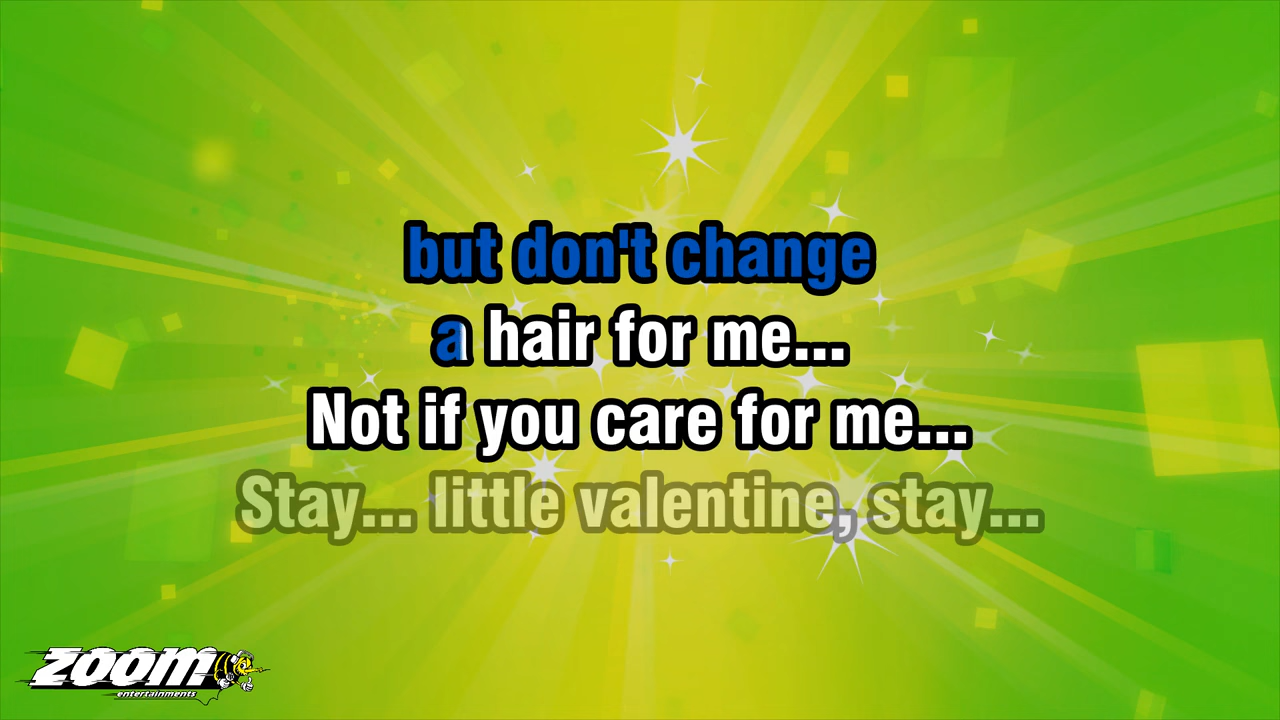 but don't change
a hair for me...
Not if you care for me...
Stay... little valentine, stay...
zoom
entertainments